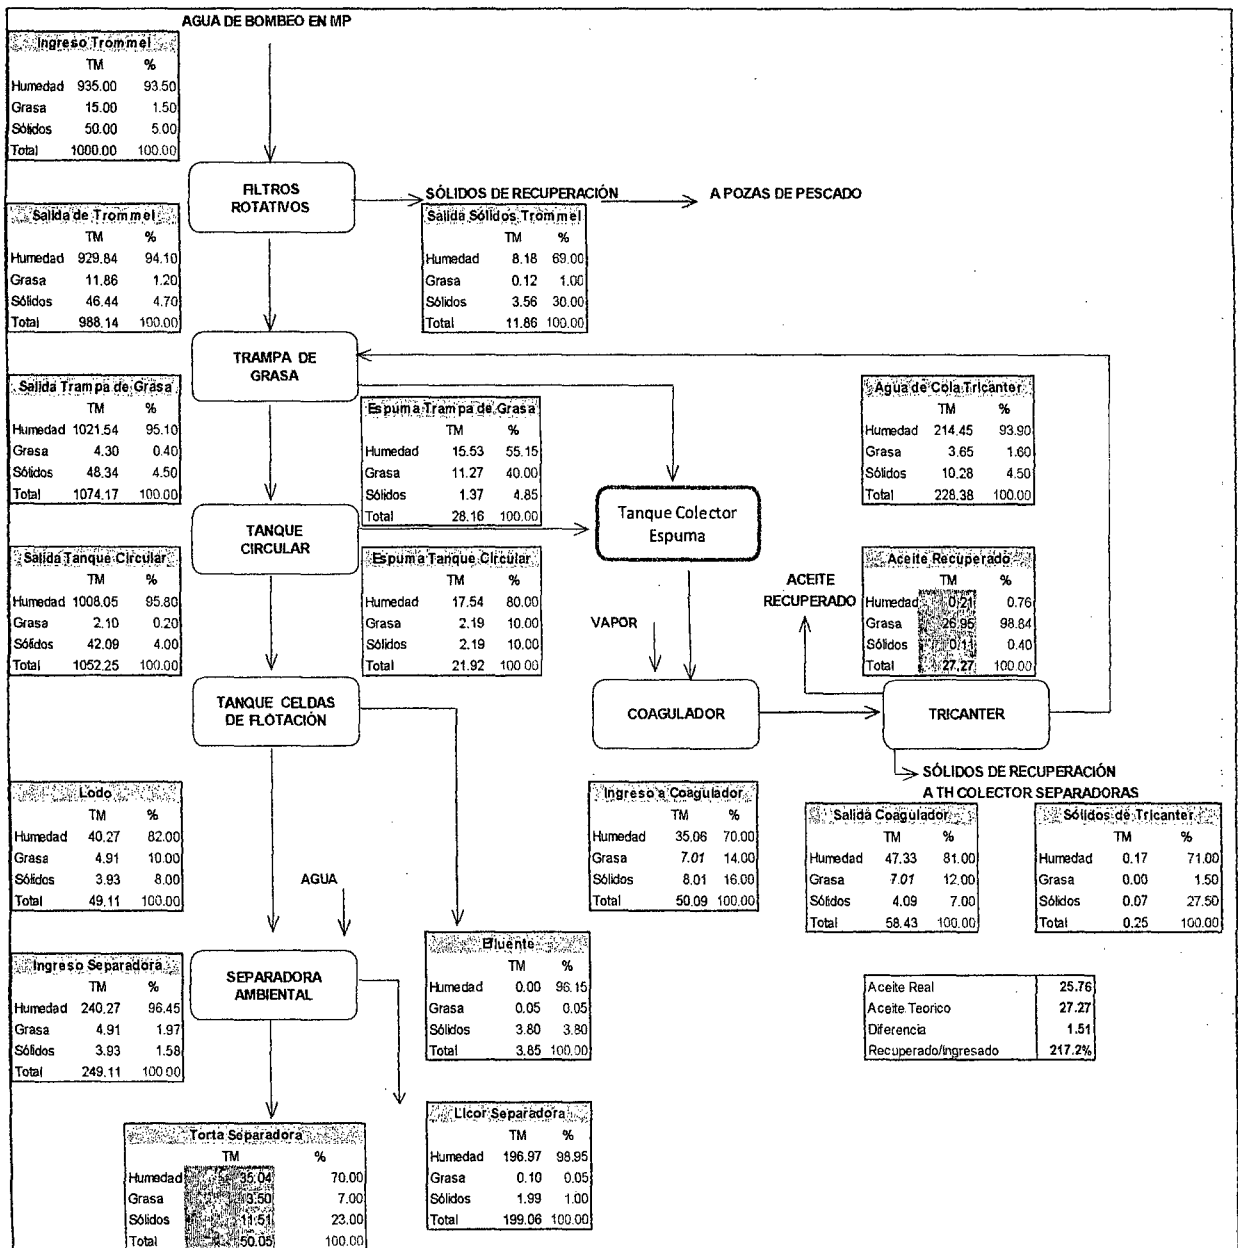 AGUA DE BOMBEO EN MP
Ingreso Trommel
TM %
Humedad 935.00 93.50
Grasa 15.00 1.50
Sólidos 50.00 5.00
Total 1000.00 100.00
FILTROS
ROTATIVOS
SÓLIDOS DE RECUPERACIÓN
A POZAS DE PESCADO
Salida de Trommel
TM %
Humedad 929.84 94.10
Grasa 11.86 1.20
Sólidos 46.44 4.70
Total 988.14 100.00
Salida Sólidos Trommel
TM %
Humedad 8.18 69.00
Grasa 0.12 1.00
Sólidos 3.56 30.00
Total 11.86 100.00
TRAMPA DE
GRASA
Salida Trampa de Grasa
TM %
Humedad 1021.54 95.10
Grasa 4.30 0.40
Sólidos 48.34 4.50
Total 1074.17 100.00
Espuma Trampa de Grasa
TM %
Humedad 15.53 55.15
Grasa 11.27 40.00
Sólidos 1.37 4.85
Total 28.16 100.00
Agua de Cola Tricanter
TM %
Humedad 214.45 93.90
Grasa 3.65 1.60
Sólidos 10.28 4.50
Total 228.38 100.00
TANQUE
CIRCULAR
Tanque Colector
Espuma
Salida Tanque Circular
TM %
Humedad 1008.05 95.80
Grasa 2.10 0.20
Sólidos 42.09 4.00
Total 1052.25 100.00
Espuma Tanque Circular
TM %
Humedad 17.54 80.00
Grasa 2.19 10.00
Sólidos 2.19 10.00
Total 21.92 100.00
VAPOR
ACEITE
RECUPERADO
Aceite Recuperado
TM %
Humedad 0.21 0.76
Grasa 26.95 98.84
Sólidos 0.11 0.40
Total 27.27 100.00
TANQUE CELDAS
DE FLOTACIÓN
COAGULADOR
TRICANTER
SÓLIDOS DE RECUPERACIÓN
A TH COLECTOR SEPARADORAS
Lodo
TM %
Humedad 40.27 82.00
Grasa 4.91 10.00
Sólidos 3.93 8.00
Total 49.11 100.00
AGUA
Ingreso a Coagulador
TM %
Humedad 35.06 70.00
Grasa 7.01 14.00
Sólidos 8.01 16.00
Total 50.09 100.00
Salida Coagulador
TM %
Humedad 47.33 81.00
Grasa 7.01 12.00
Sólidos 4.09 7.00
Total 58.43 100.00
Sólidos de Tricanter
TM %
Humedad 0.17 71.00
Grasa 0.00 1.50
Sólidos 0.07 27.50
Total 0.25 100.00
Ingreso Separadora
TM %
Humedad 240.27 96.45
Grasa 4.91 1.97
Sólidos 3.93 1.58
Total 249.11 100.00
SEPARADORA
AMBIENTAL
Efluente
TM %
Humedad 0.00 96.15
Grasa 0.05 0.05
Sólidos 3.80 3.80
Total 3.85 100.00
Aceite Real 25.76
Aceite Teorico 27.27
Diferencia 1.51
Recuperado/Ingresado 217.2%
Torta Separadora
TM %
Humedad 35.04 70.00
Grasa 3.50 7.00
Sólidos 11.51 23.00
Total 50.05 100.00
Licor Separadora
TM %
Humedad 196.97 98.95
Grasa 0.10 0.05
Sólidos 1.99 1.00
Total 199.06 100.00